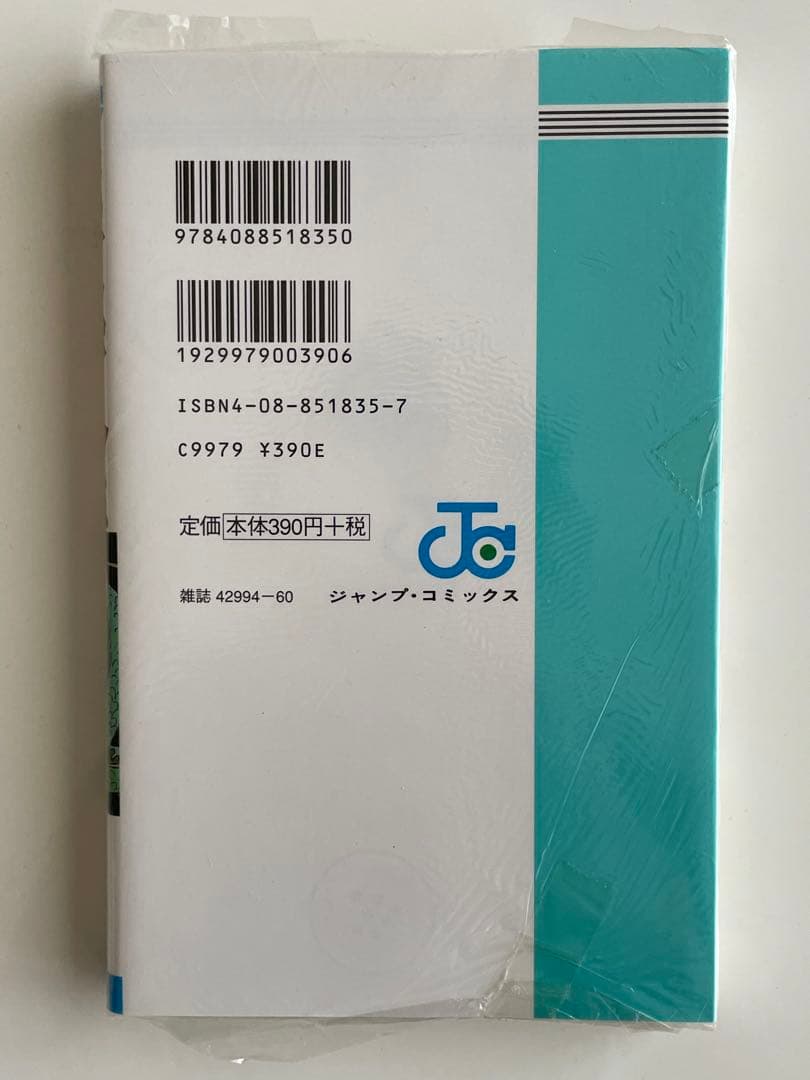 9784088518350
1929979003906
ISBN4-08-851835-7
C9979 ¥390E
定価 本体390円+税
JC
雑誌 42994-60 ジャンプ・コミックス